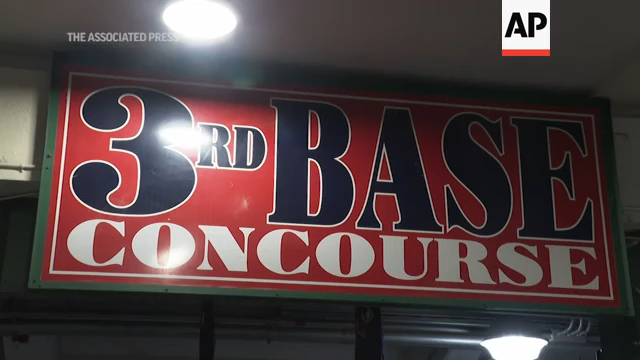 THE ASSOCIATED PRESS
AP
3RD BASE
CONCOURSE